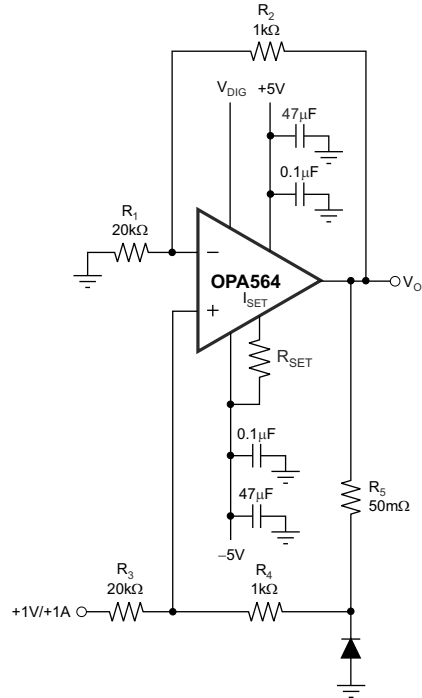 R2
1kΩ
VDIG +5V
47µF
0.1µF
R1
20kΩ
−
OPA564
ISET
+
VO
RSET
0.1µF
47µF
−5V
R5
50mΩ
R3
20kΩ
R4
1kΩ
+1V/+1A